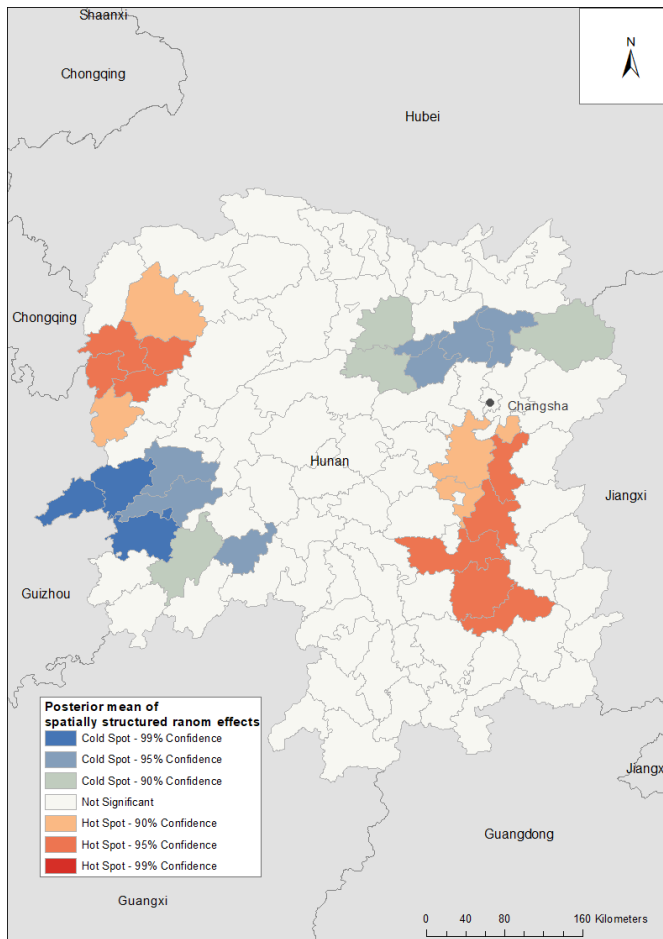 Shaanxi
Chongqing
N
Hubei
Chongqing
Changsha
Hunan
Jiangxi
Guizhou
Posterior mean of
spatially structured ranom effects
Cold Spot - 99% Confidence
Cold Spot - 95% Confidence
Cold Spot - 90% Confidence
Not Significant
Hot Spot - 90% Confidence
Hot Spot - 95% Confidence
Hot Spot - 99% Confidence
Jiangx
Guangdong
Guangxi
0 40 80 160 Kilometers